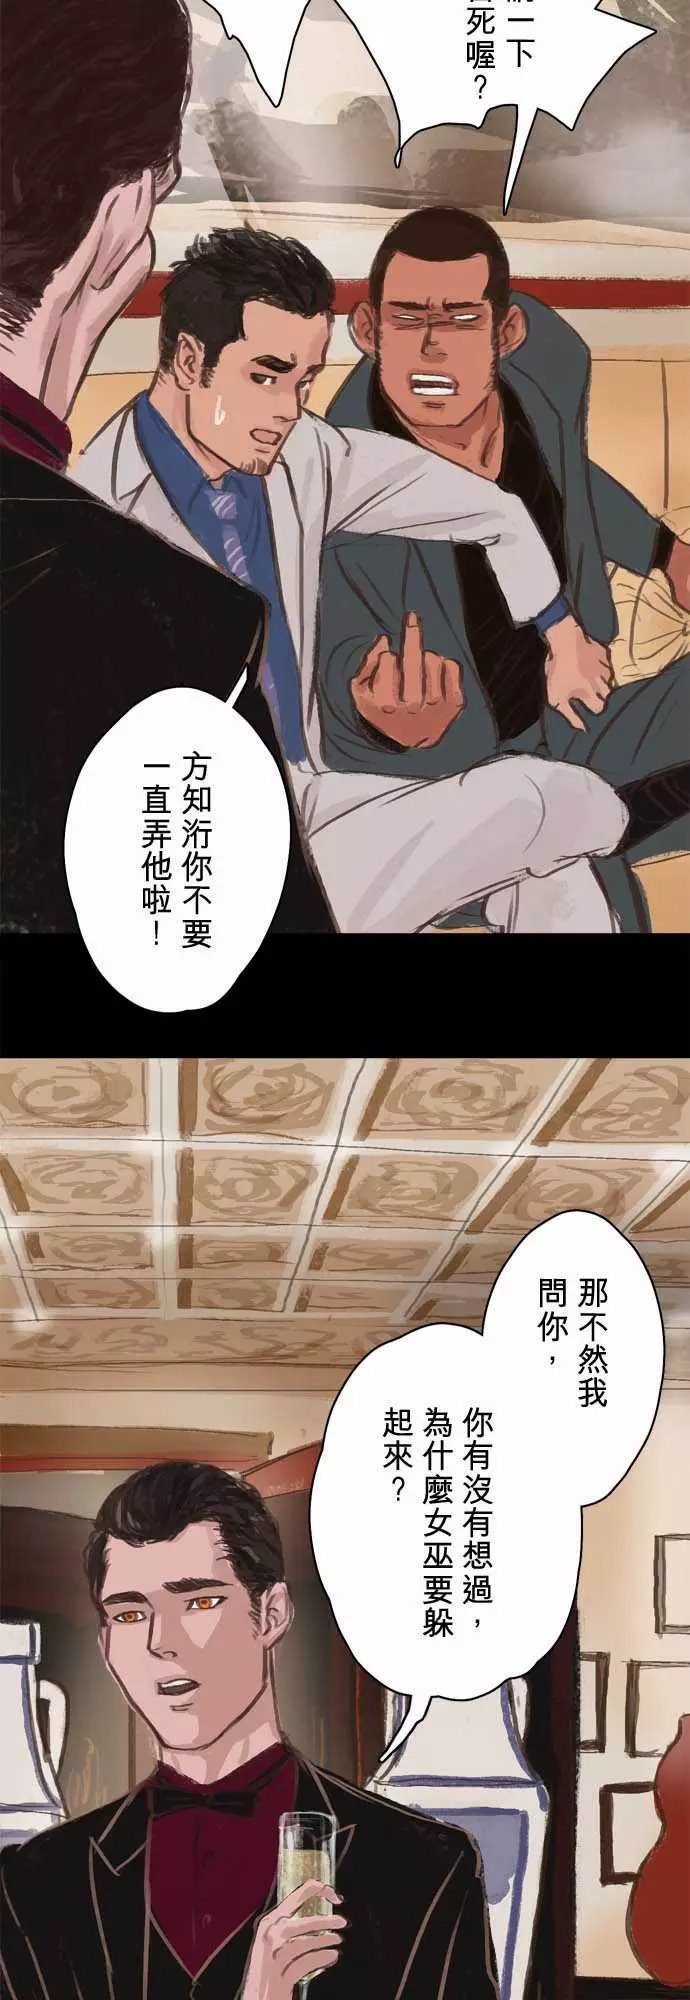 一下
死喔？
方知洐你不要
一直弄他啦！
那不然我
問你，
你有沒有想過，
為什麼女巫要躲
起來？